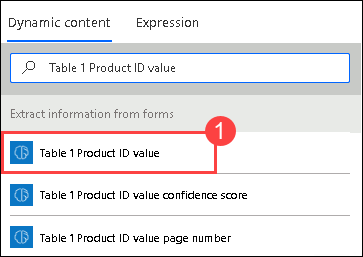 Dynamic content Expression
Table 1 Product ID value
Extract information from forms
1
Table 1 Product ID value
Table 1 Product ID value confidence score
Table 1 Product ID value page number